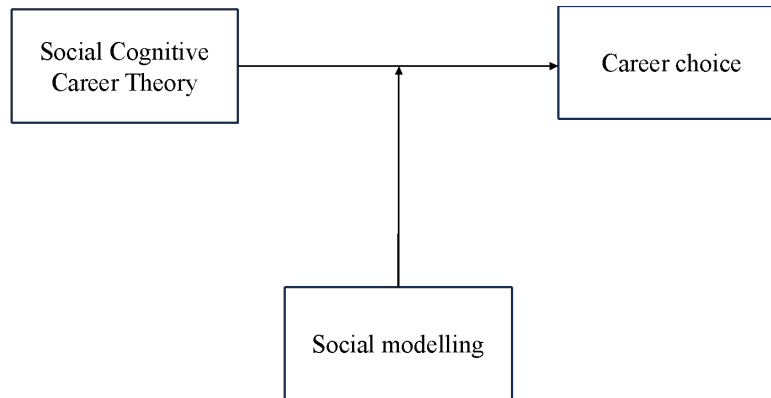 Social Cognitive
Career Theory
Career choice
Social modelling